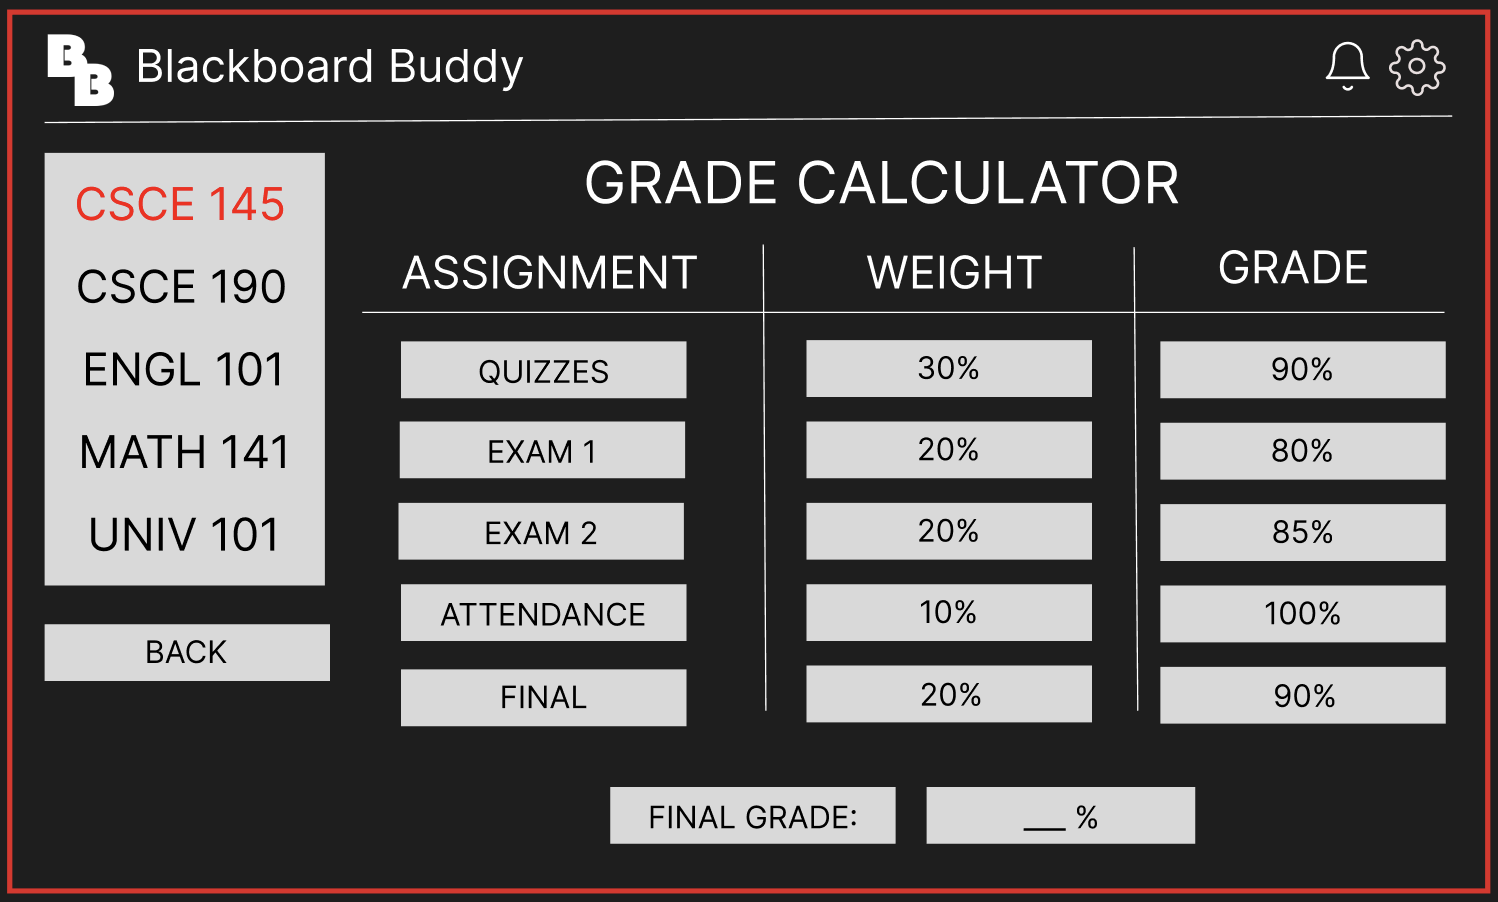 BB Blackboard Buddy
CSCE 145
CSCE 190
ENGL 101
MATH 141
UNIV 101
BACK
GRADE CALCULATOR
ASSIGNMENT WEIGHT GRADE
QUIZZES 30% 90%
EXAM 1 20% 80%
EXAM 2 20% 85%
ATTENDANCE 10% 100%
FINAL 20% 90%
FINAL GRADE: ___ %